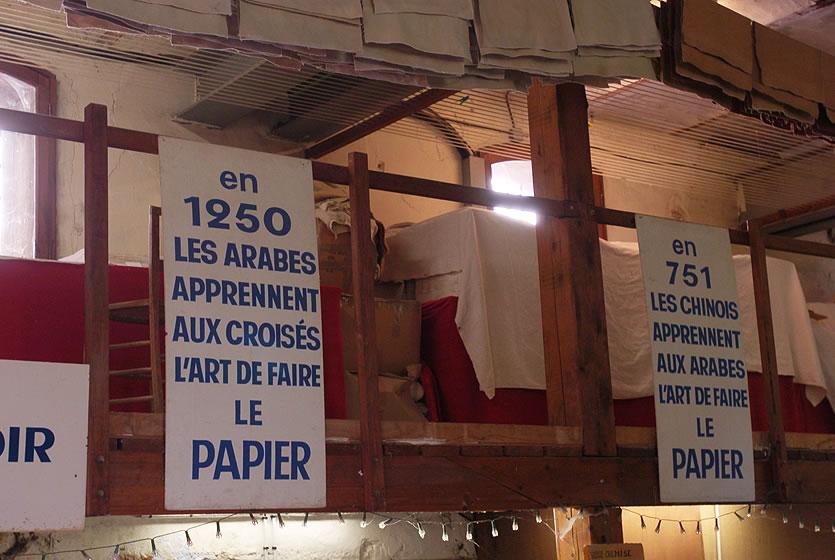 OIR
en
1250
LES ARABES
APPRENNENT
AUX CROISÉS
L'ART DE FAIRE
LE
PAPIER
en
751
LES CHINOIS
APPRENNENT
AUX ARABES
L'ART DE FAIRE
LE
PAPIER